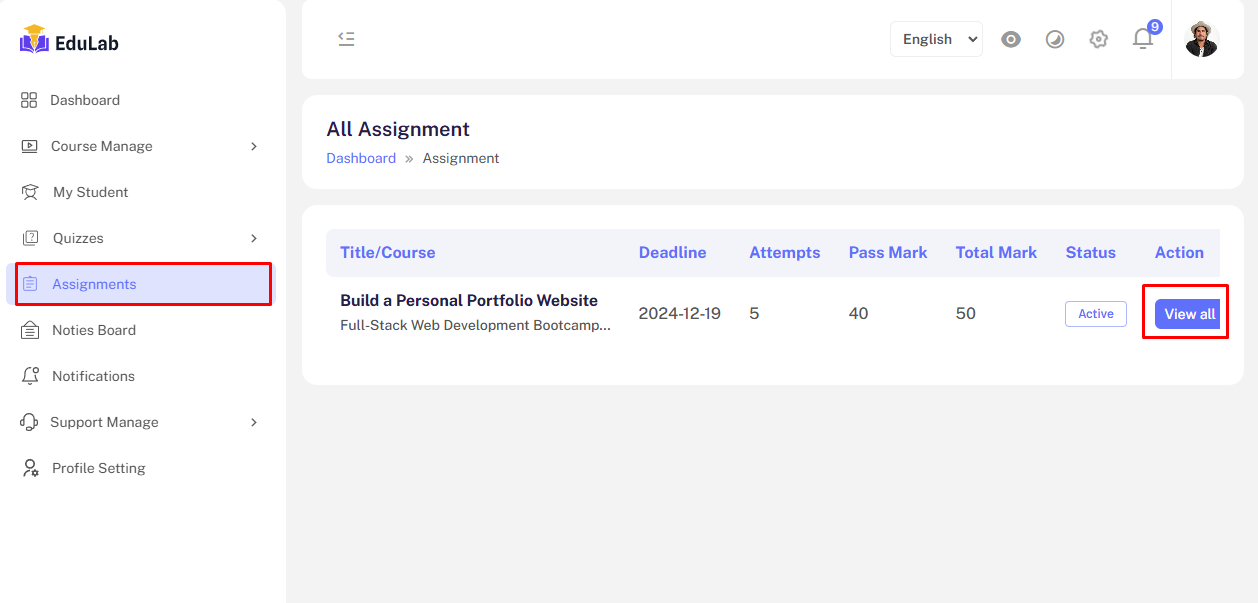 EduLab
Dashboard
Course Manage
My Student
Quizzes
Assignments
Noties Board
Notifications
Support Manage
Profile Setting
English
9
All Assignment
Dashboard » Assignment
Title/Course Deadline Attempts Pass Mark Total Mark Status Action
Build a Personal Portfolio Website
Full-Stack Web Development Bootcamp...
2024-12-19 5 40 50 Active View all